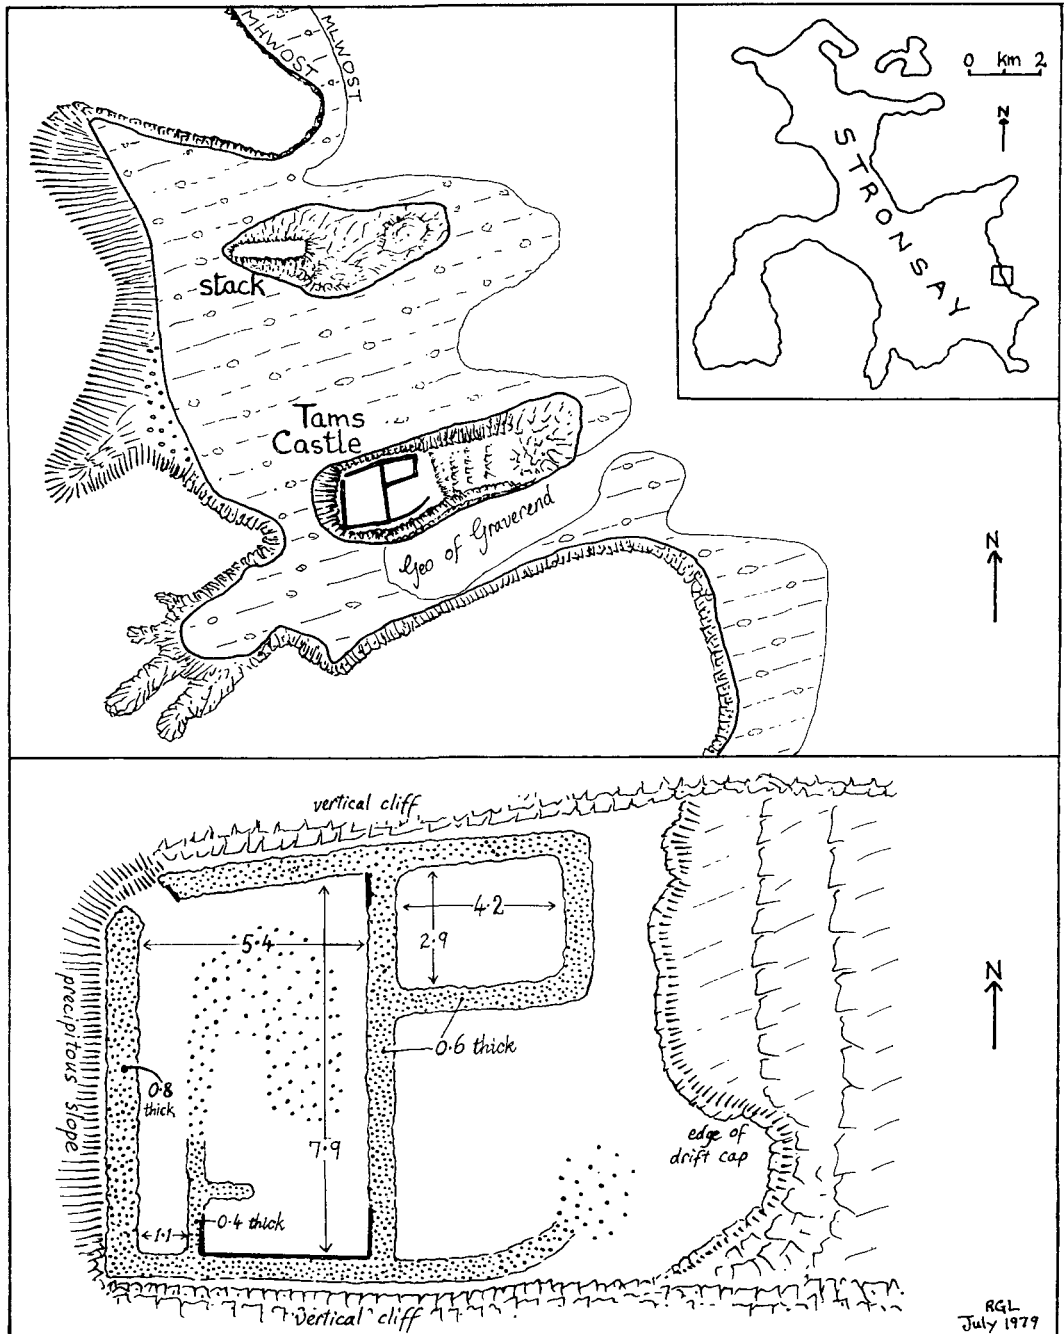 MHWOST
MLWOST
0 km 2
N
STRONSAY
stack
Tams
Castle
Geo of Graverend
N
vertical cliff
4.2
2.9
5.4
precipitous slope
N
0.6 thick
0.8
thick
7.9
edge of
drift cap
0.4 thick
1.1
vertical cliff
RGL
July 1979